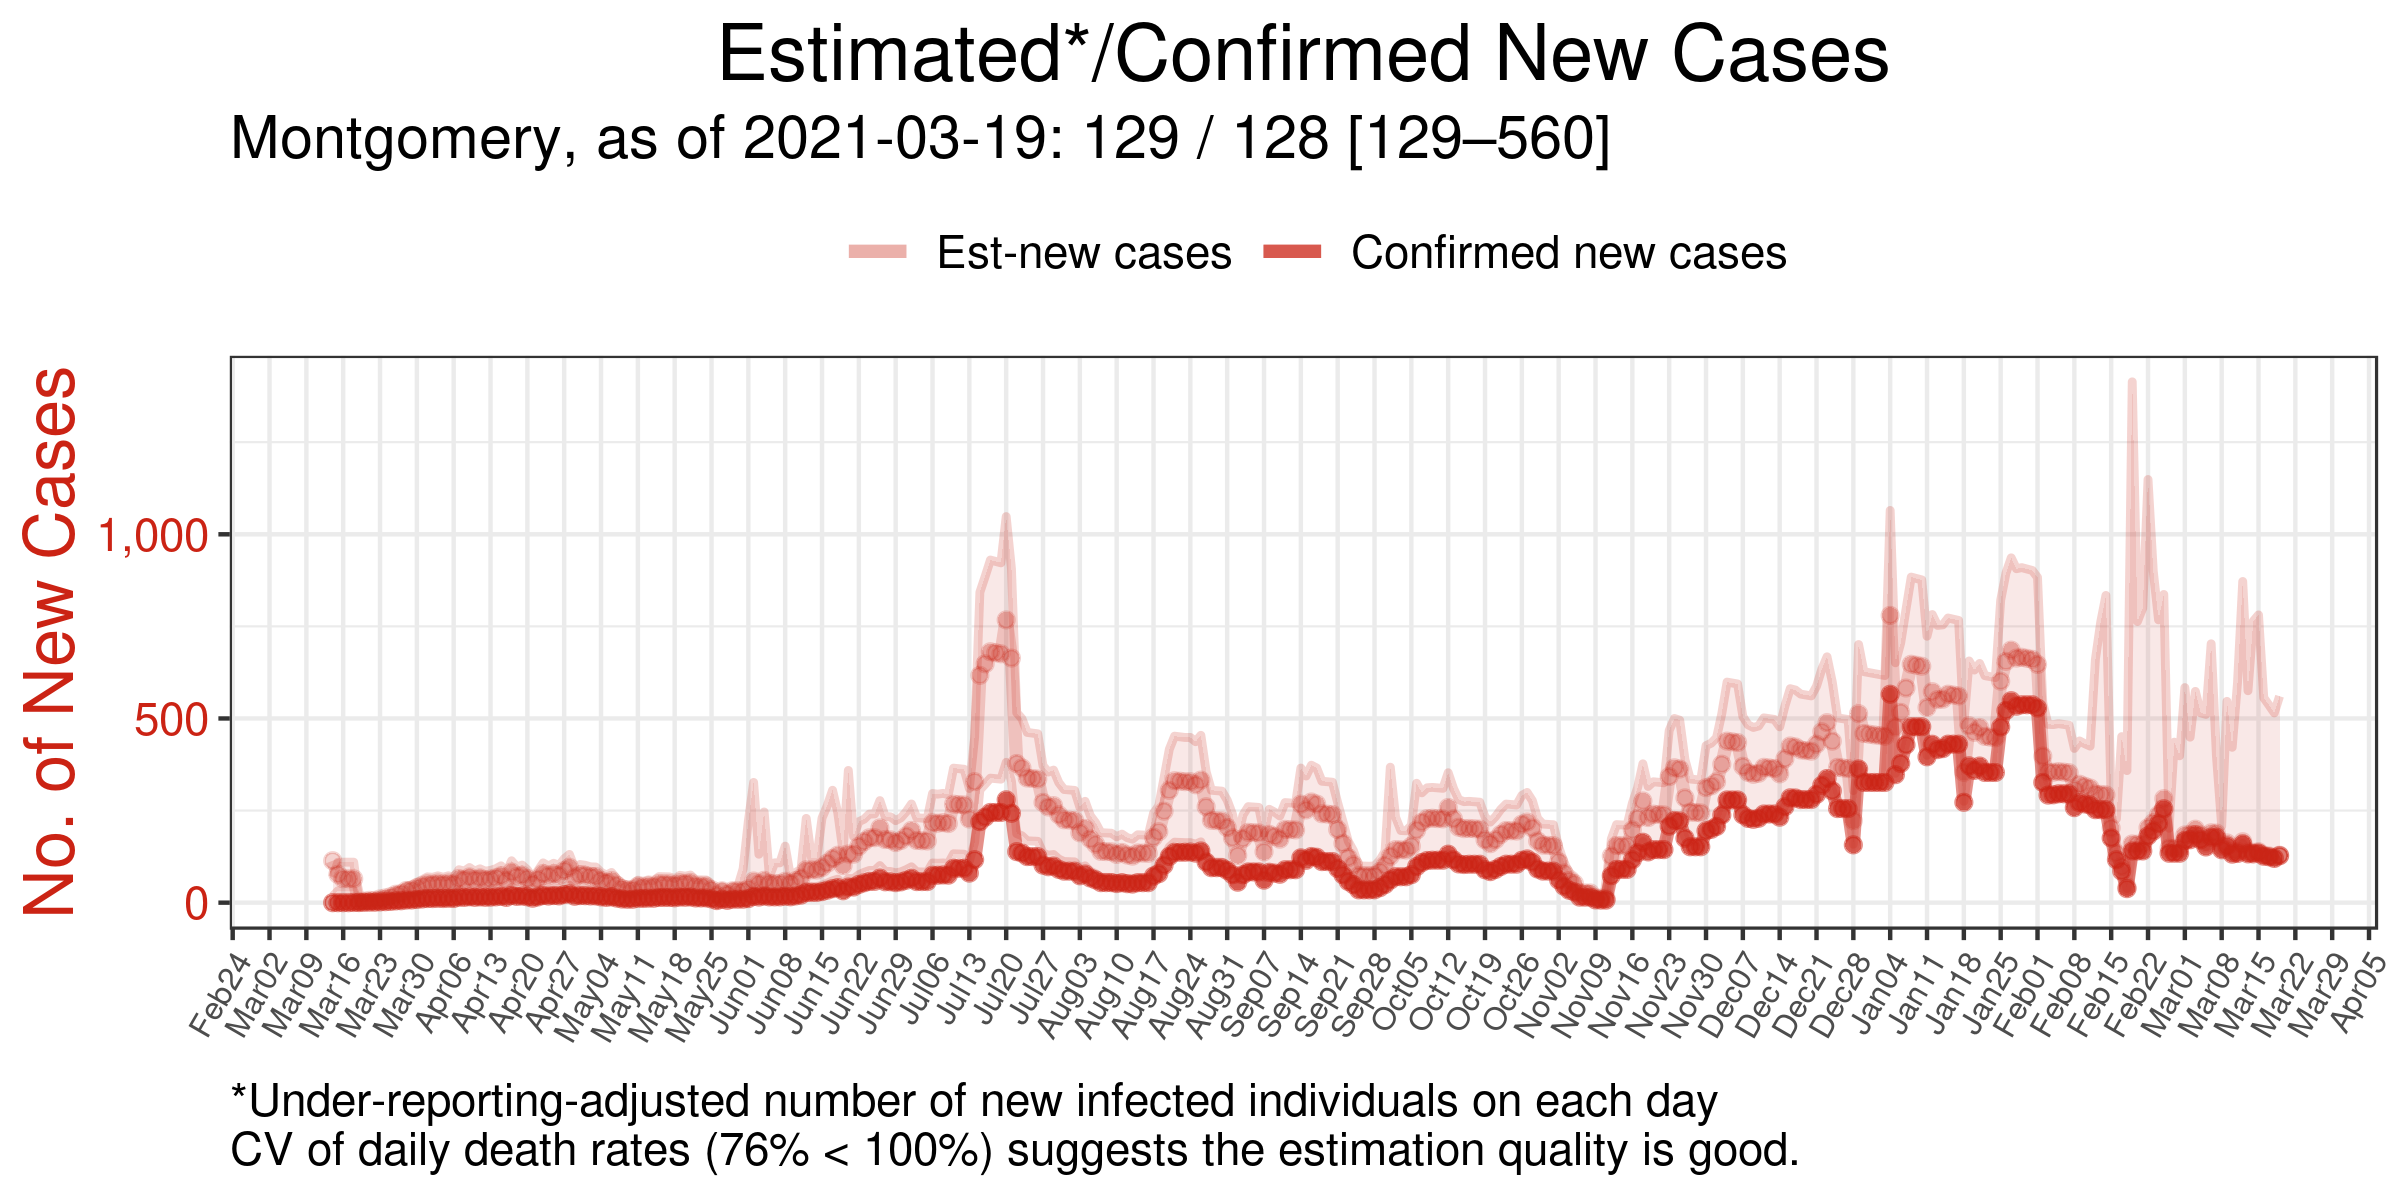 Estimated*/Confirmed New Cases
Montgomery, as of 2021-03-19: 129 / 128 [129–560]
Est-new cases Confirmed new cases
No. of New Cases
1,000
500
0
Feb24 Mar02 Mar09 Mar16 Mar23 Mar30 Apr06 Apr13 Apr20 Apr27 May04 May11 May18 May25 Jun01 Jun08 Jun15 Jun22 Jun29 Jul06 Jul13 Jul20 Jul27 Aug03 Aug10 Aug17 Aug24 Aug31 Sep07 Sep14 Sep21 Sep28 Oct05 Oct12 Oct19 Oct26 Nov02 Nov09 Nov16 Nov23 Nov30 Dec07 Dec14 Dec21 Dec28 Jan04 Jan11 Jan18 Jan25 Feb01 Feb08 Feb15 Feb22 Mar01 Mar08 Mar15 Mar22 Mar29 Apr05
*Under-reporting-adjusted number of new infected individuals on each day
CV of daily death rates (76% < 100%) suggests the estimation quality is good.